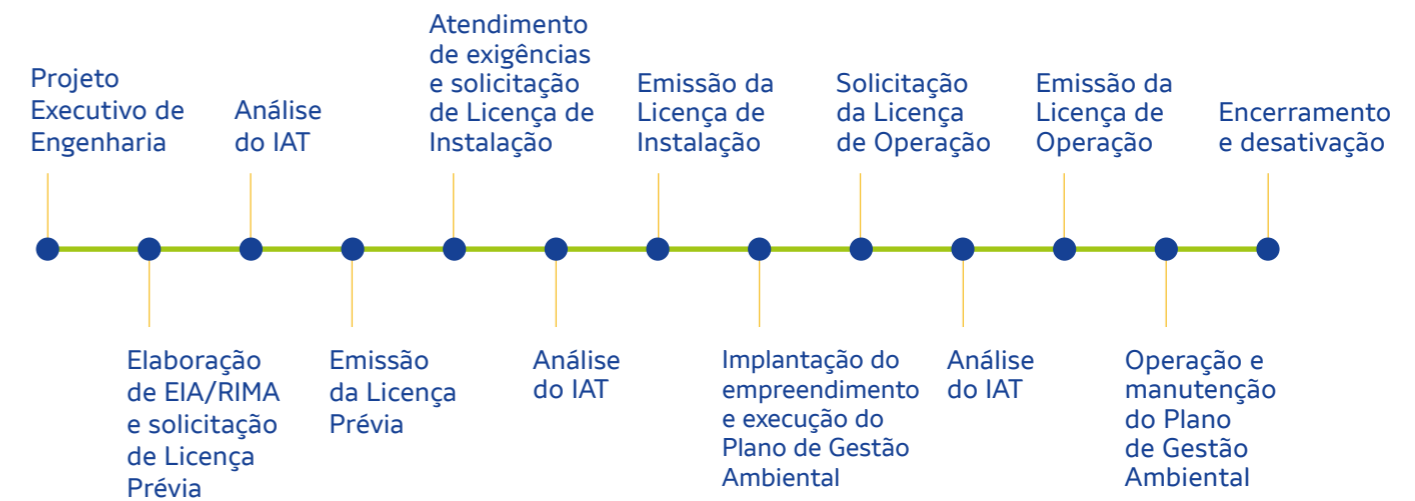 Projeto
Executivo de
Engenharia
Elaboração
de EIA/RIMA
e solicitação
de Licença
Prévia
Análise
do IAT
Emissão
da Licença
Prévia
Atendimento
de exigências
e solicitação
de Licença de
Instalação
Análise
do IAT
Emissão da
Licença de
Instalação
Implantação do
empreendimento
e execução do
Plano de Gestão
Ambiental
Solicitação
da Licença
de Operação
Análise
do IAT
Emissão da
Licença de
Operação
Operação e
manutenção
do Plano
de Gestão
Ambiental
Encerramento
e desativação